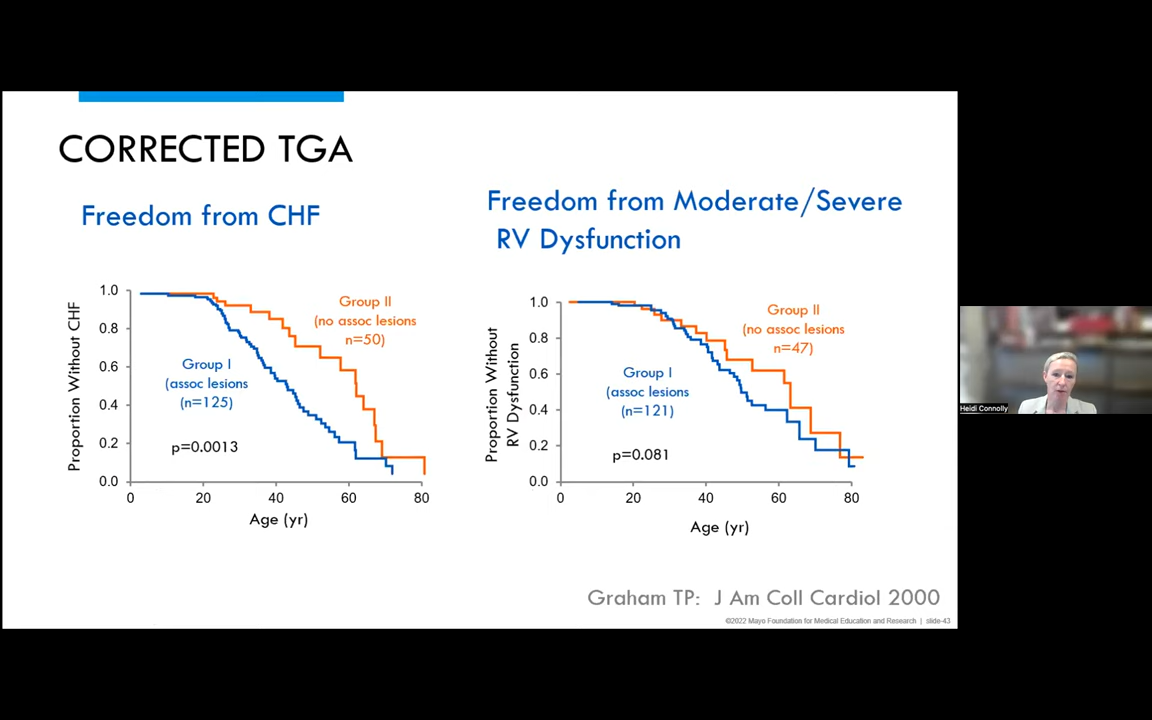 CORRECTED TGA
Freedom from CHF
Proportion Without CHF
1.0
0.8
0.6
0.4
0.2
0.0
Group II
(no assoc lesions
n=50)
Group I
(assoc lesions
(n=125)
p=0.0013
0 20 40 60 80
Age (yr)
Freedom from Moderate/Severe
RV Dysfunction
Proportion Without
RV Dysfunction
1.0
0.8
0.6
0.4
0.2
0.0
Group II
(no assoc lesions
n=47)
Group I
(assoc lesions
(n=121)
p=0.081
0 20 40 60 80
Age (yr)
Graham TP: J Am Coll Cardiol 2000
©2022 Mayo Foundation for Medical Education and Research | slide-43
Heidi Connolly